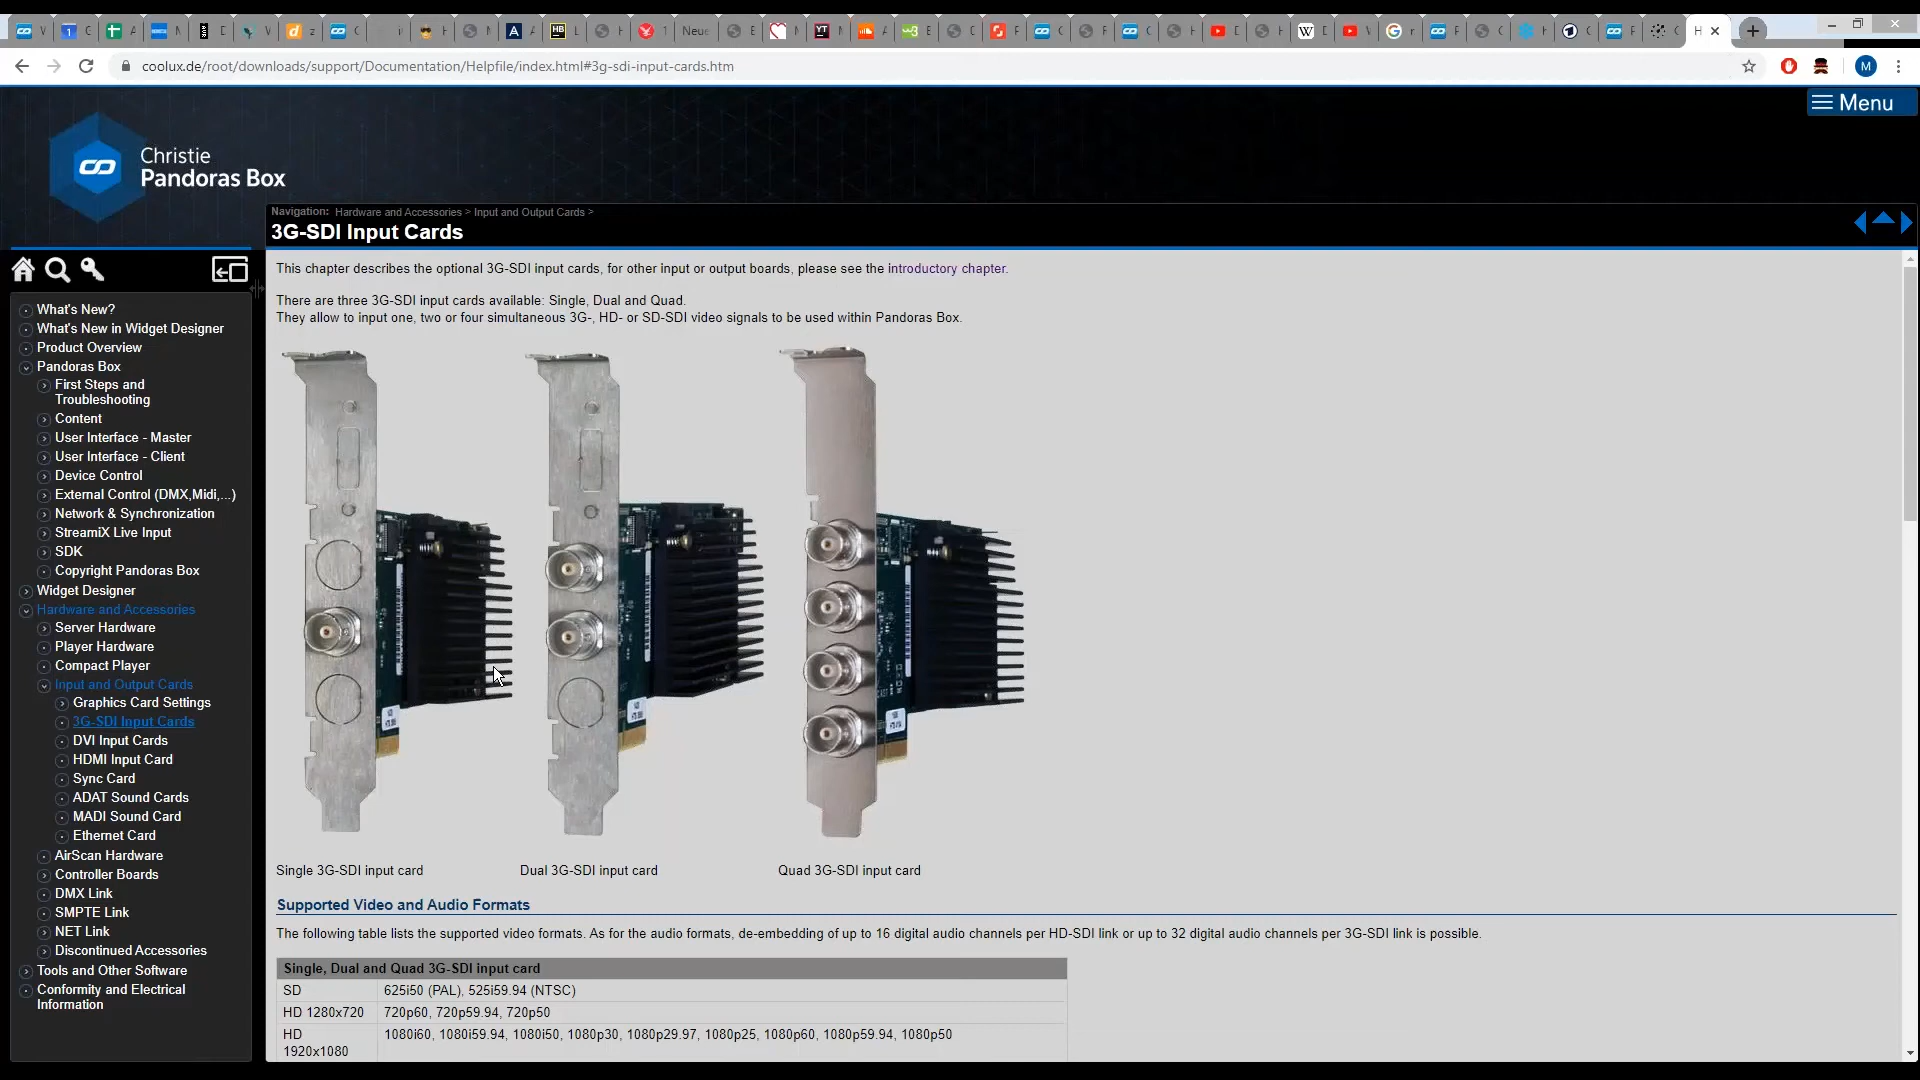 Neue
coolux.de/root/downloads/support/Documentation/Helpfile/index.html#3g-sdi-input-cards.htm
Menu
Christie
Pandoras Box
Navigation: Hardware and Accessories > Input and Output Cards >
3G-SDI Input Cards
What's New?
What's New in Widget Designer
Product Overview
Pandoras Box
First Steps and
Troubleshooting
Content
User Interface - Master
User Interface - Client
Device Control
External Control (DMX,Midi,...)
Network & Synchronization
StreamiX Live Input
SDK
Copyright Pandoras Box
Widget Designer
Hardware and Accessories
Server Hardware
Player Hardware
Compact Player
Input and Output Cards
Graphics Card Settings
3G-SDI Input Cards
DVI Input Cards
HDMI Input Card
Sync Card
ADAT Sound Cards
MADI Sound Card
Ethernet Card
AirScan Hardware
Controller Boards
DMX Link
SMPTE Link
NET Link
Discontinued Accessories
Tools and Other Software
Conformity and Electrical
Information
This chapter describes the optional 3G-SDI input cards, for other input or output boards, please see the introductory chapter.
There are three 3G-SDI input cards available: Single, Dual and Quad.
They allow to input one, two or four simultaneous 3G-, HD- or SD-SDI video signals to be used within Pandoras Box.
Single 3G-SDI input card
Dual 3G-SDI input card
Quad 3G-SDI input card
Supported Video and Audio Formats
The following table lists the supported video formats. As for the audio formats, de-embedding of up to 16 digital audio channels per HD-SDI link or up to 32 digital audio channels per 3G-SDI link is possible.
Single, Dual and Quad 3G-SDI input card
SD 625i50 (PAL), 525i59.94 (NTSC)
HD 1280x720 720p60, 720p59.94, 720p50
HD 1080i60, 1080i59.94, 1080i50, 1080p30, 1080p29.97, 1080p25, 1080p60, 1080p59.94, 1080p50
1920x1080